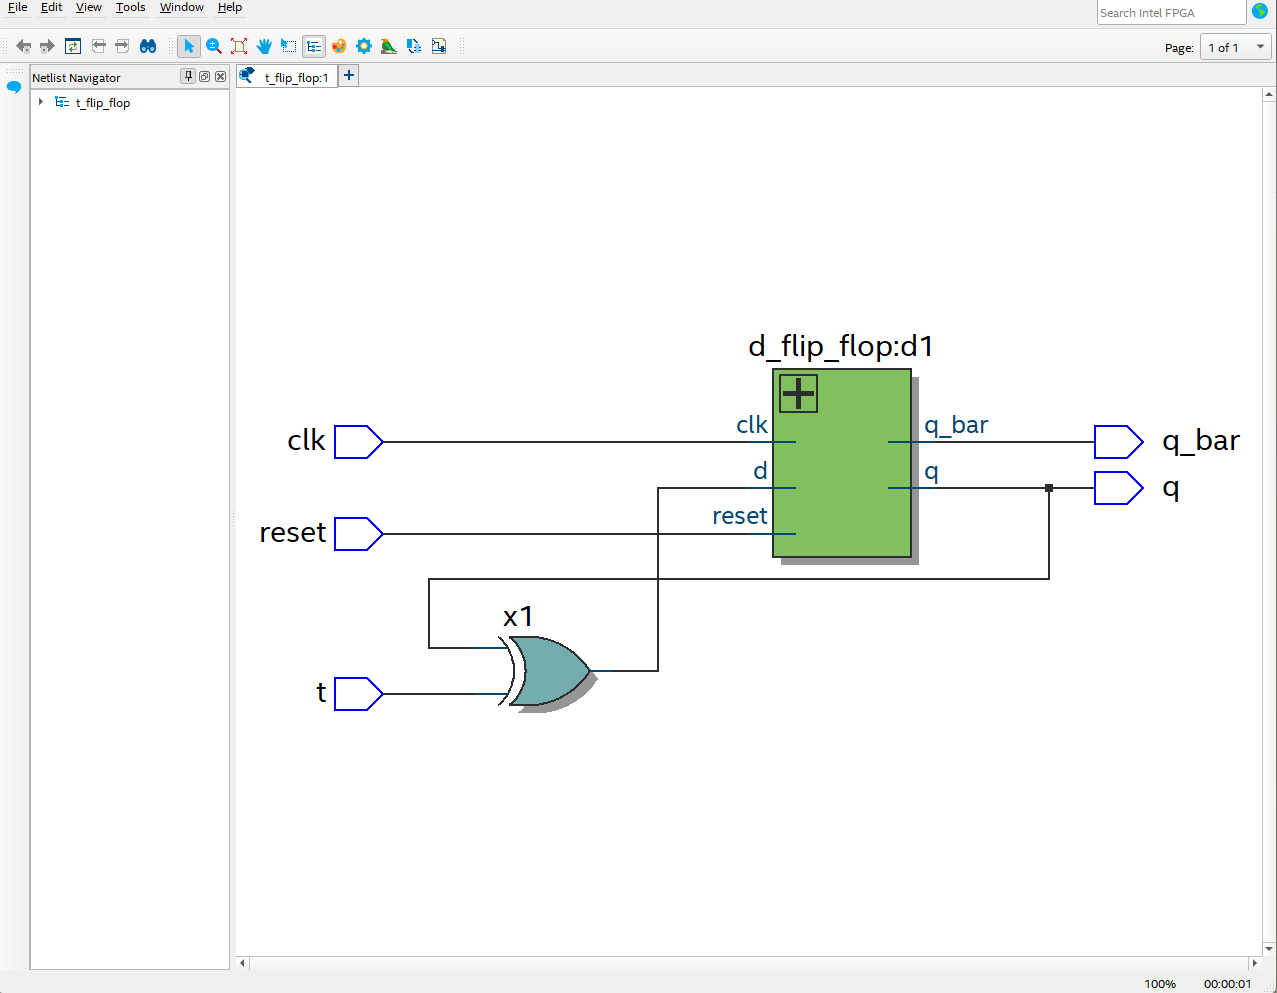 File Edit View Tools Window Help
Search Intel FPGA
Page: 1 of 1
Netlist Navigator
t_flip_flop:1
t_flip_flop
d_flip_flop:d1
clk
clk
q_bar
q_bar
d
q
q
reset
reset
x1
t
100% 00:00:01